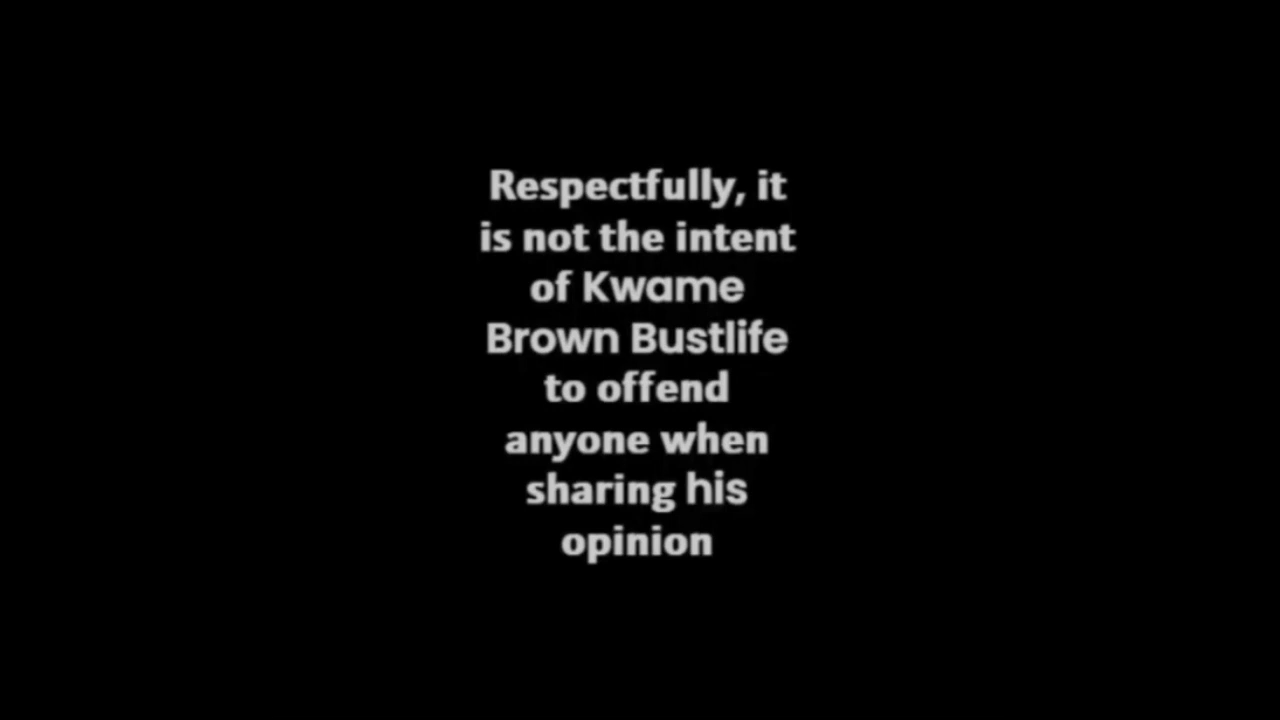 Respectfully, it
is not the intent
of Kwame
Brown Bustlife
to offend
anyone when
sharing his
opinion